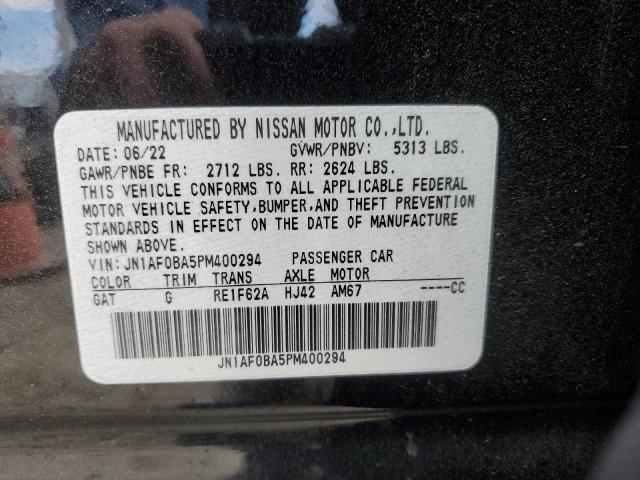 MANUFACTURED BY NISSAN MOTOR CO.,LTD.
DATE: 06/22 GVWR/PNBV: 5313 LBS.
GAWR/PNBE FR: 2712 LBS. RR: 2624 LBS.
THIS VEHICLE CONFORMS TO ALL APPLICABLE FEDERAL
MOTOR VEHICLE SAFETY,BUMPER,AND THEFT PREVENTION
STANDARDS IN EFFECT ON THE DATE OF MANUFACTURE
SHOWN ABOVE.
VIN: JN1AF0BA5PM400294 PASSENGER CAR
COLOR TRIM TRANS AXLE MOTOR
GAT G RE1F62A HJ42 AM67 ----CC
JN1AF0BA5PM400294